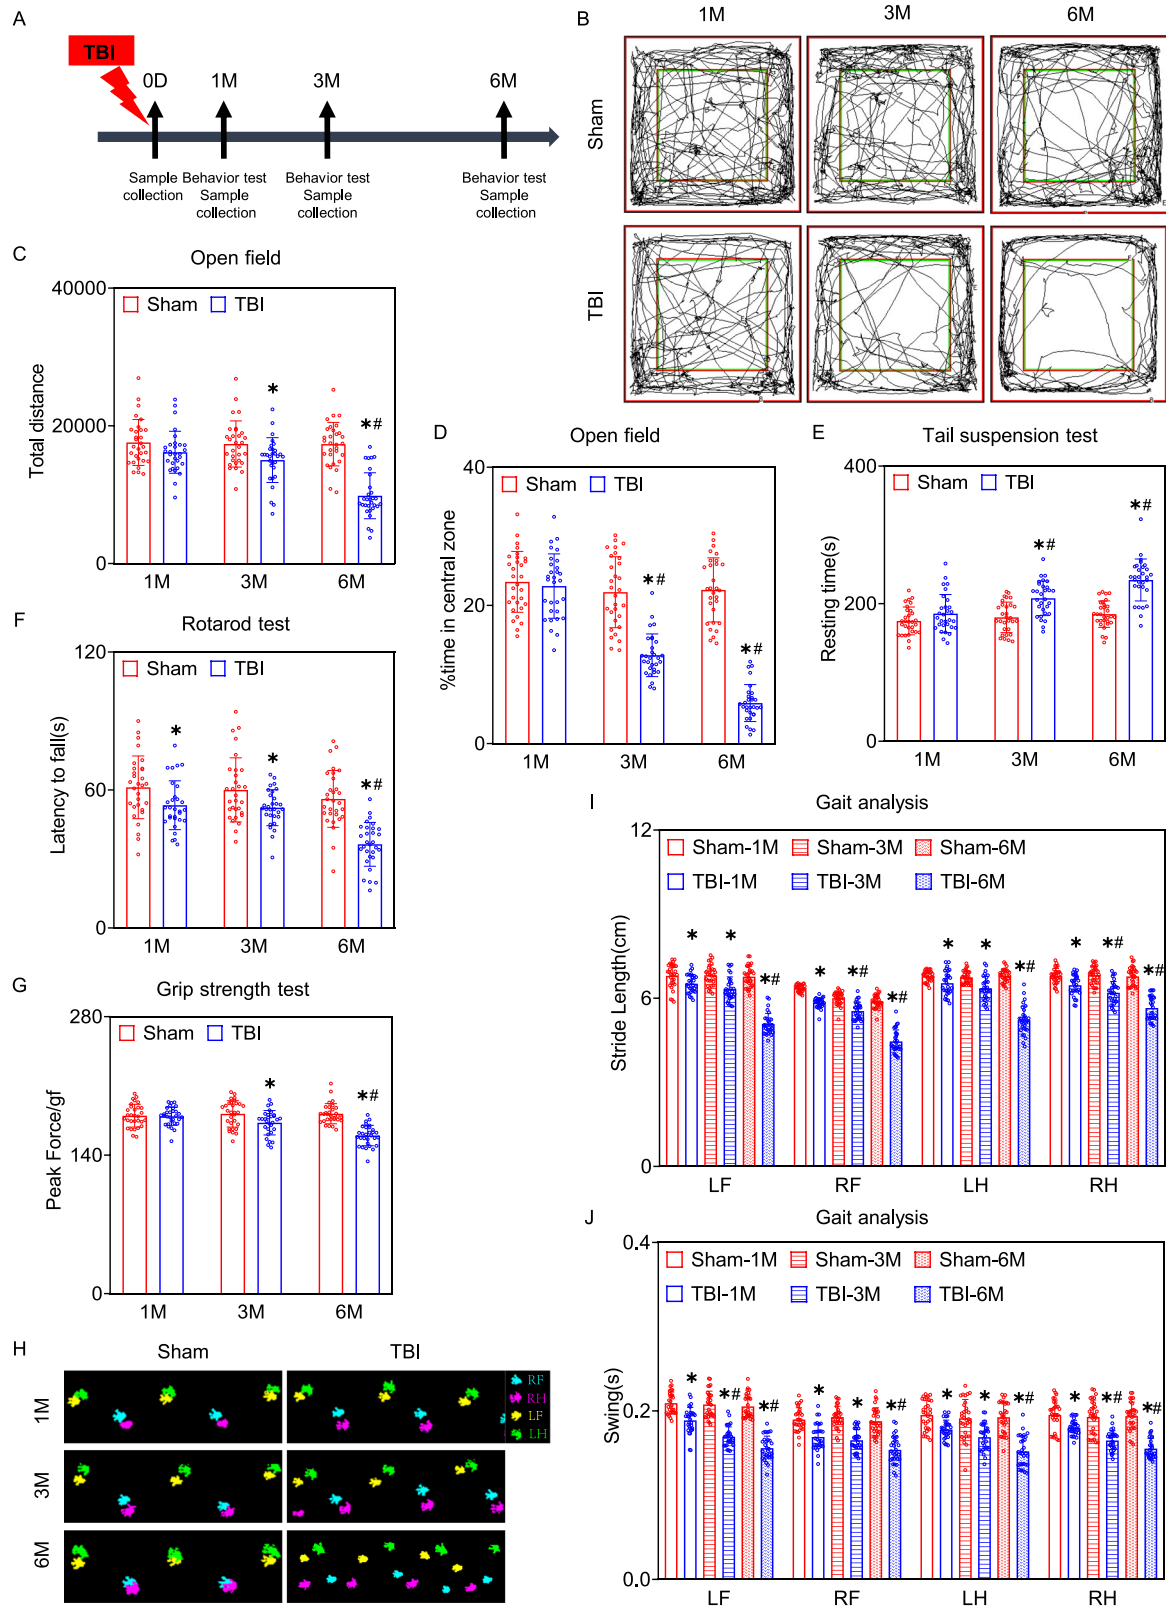 A
TBI
0D
1M
3M
6M
Sample
collection
Behavior test
Sample
collection
Behavior test
Sample
collection
Behavior test
Sample
collection
B
1M
3M
6M
Sham
TBI
C
Open field
40000
20000
0
Total distance
Sham
TBI
*
*#
1M
3M
6M
D
Open field
40
20
0
%time in central zone
Sham
TBI
*#
*#
1M
3M
6M
E
Tail suspension test
400
200
0
Resting time(s)
Sham
TBI
*#
*#
1M
3M
6M
F
Rotarod test
120
60
0
Latency to fall(s)
Sham
TBI
*
*
*#
1M
3M
6M
G
Grip strength test
280
140
0
Peak Force/gf
Sham
TBI
*
*#
1M
3M
6M
H
Sham
TBI
1M
3M
6M
RF
RH
LF
LH
I
Gait analysis
12
6
0
Stride Length(cm)
Sham-1M
Sham-3M
Sham-6M
TBI-1M
TBI-3M
TBI-6M
*
*
*#
*
*#
*#
*
*
*#
*
*#
*#
LF
RF
LH
RH
J
Gait analysis
0.4
0.2
0.0
Swing(s)
Sham-1M
Sham-3M
Sham-6M
TBI-1M
TBI-3M
TBI-6M
*
*#
*#
*
*
*#
*
*
*#
*
*#
*#
LF
RF
LH
RH